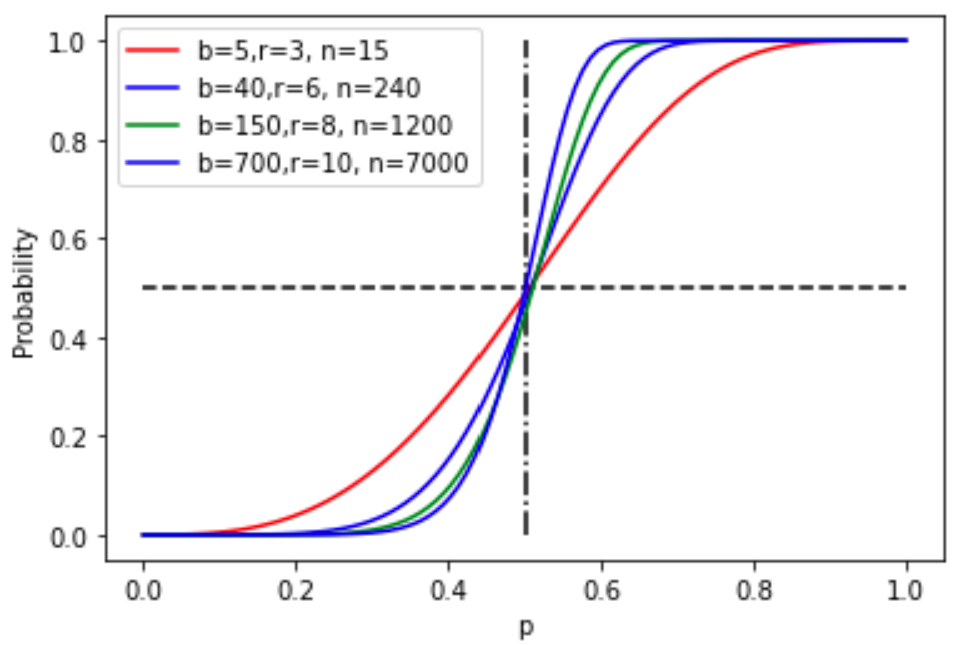 1.0
0.8
0.6
0.4
0.2
0.0
Probability
b=5,r=3, n=15
b=40,r=6, n=240
b=150,r=8, n=1200
b=700,r=10, n=7000
0.0 0.2 0.4 0.6 0.8 1.0
p